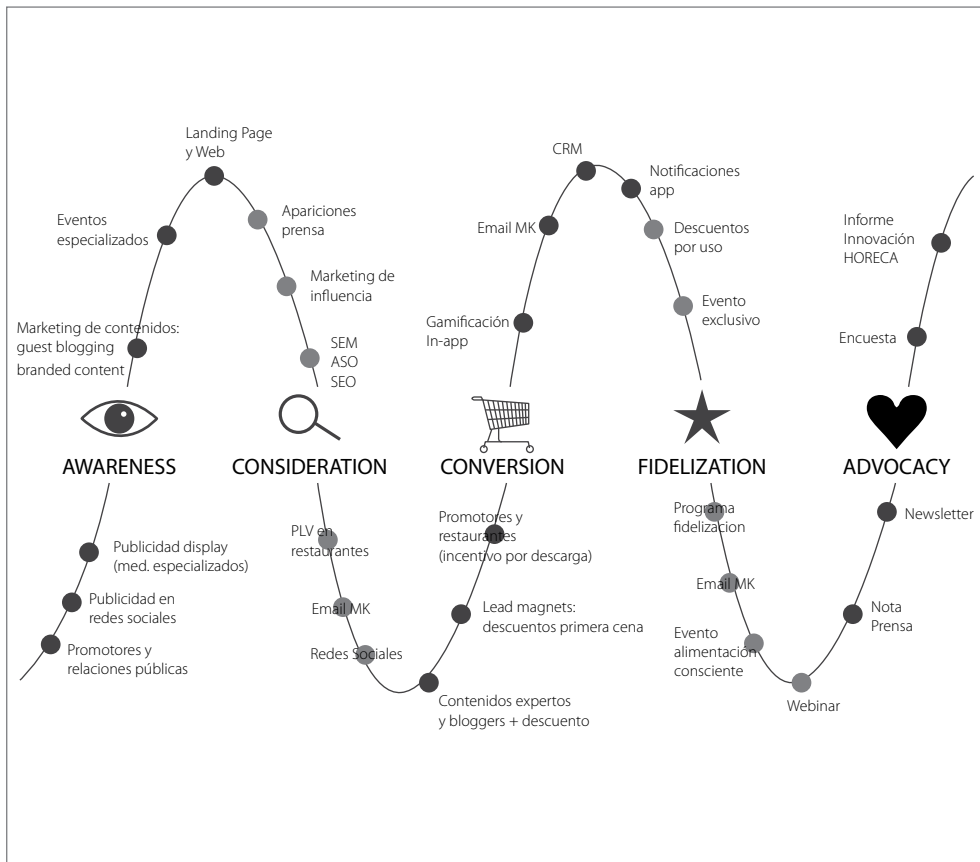 Landing Page
y Web
Eventos
especializados
Apariciones
prensa
Marketing de
influencia
Marketing de contenidos:
guest blogging
branded content
SEM
ASO
SEO
CRM
Notificaciones
app
Email MK
Descuentos
por uso
Gamificación
In-app
Evento
exclusivo
Informe
Innovación
HORECA
Encuesta
AWARENESS
CONSIDERATION
CONVERSION
FIDELIZATION
ADVOCACY
Publicidad display
(med. especializados)
Publicidad en
redes sociales
Promotores y
relaciones públicas
PLV en
restaurantes
Email MK
Redes Sociales
Promotores y
restaurantes
(incentivo por descarga)
Lead magnets:
descuentos primera cena
Contenidos expertos
y bloggers + descuento
Programa
fidelizacion
Email MK
Evento
alimentación
consciente
Webinar
Newsletter
Nota
Prensa